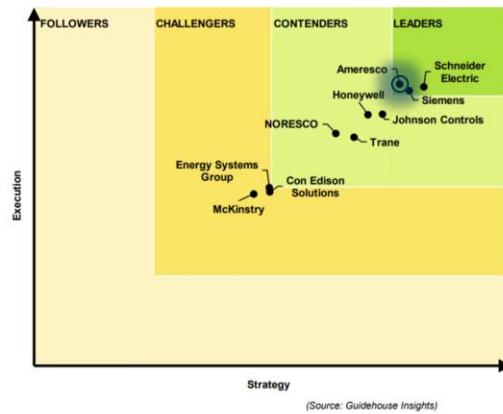 FOLLOWERS
CHALLENGERS
CONTENDERS
LEADERS
Ameresco
Schneider
Electric
Siemens
Honeywell
Johnson Controls
NORESCO
Trane
Energy Systems
Group
Con Edison
Solutions
McKinstry
Execution
Strategy
(Source: Guidehouse Insights)